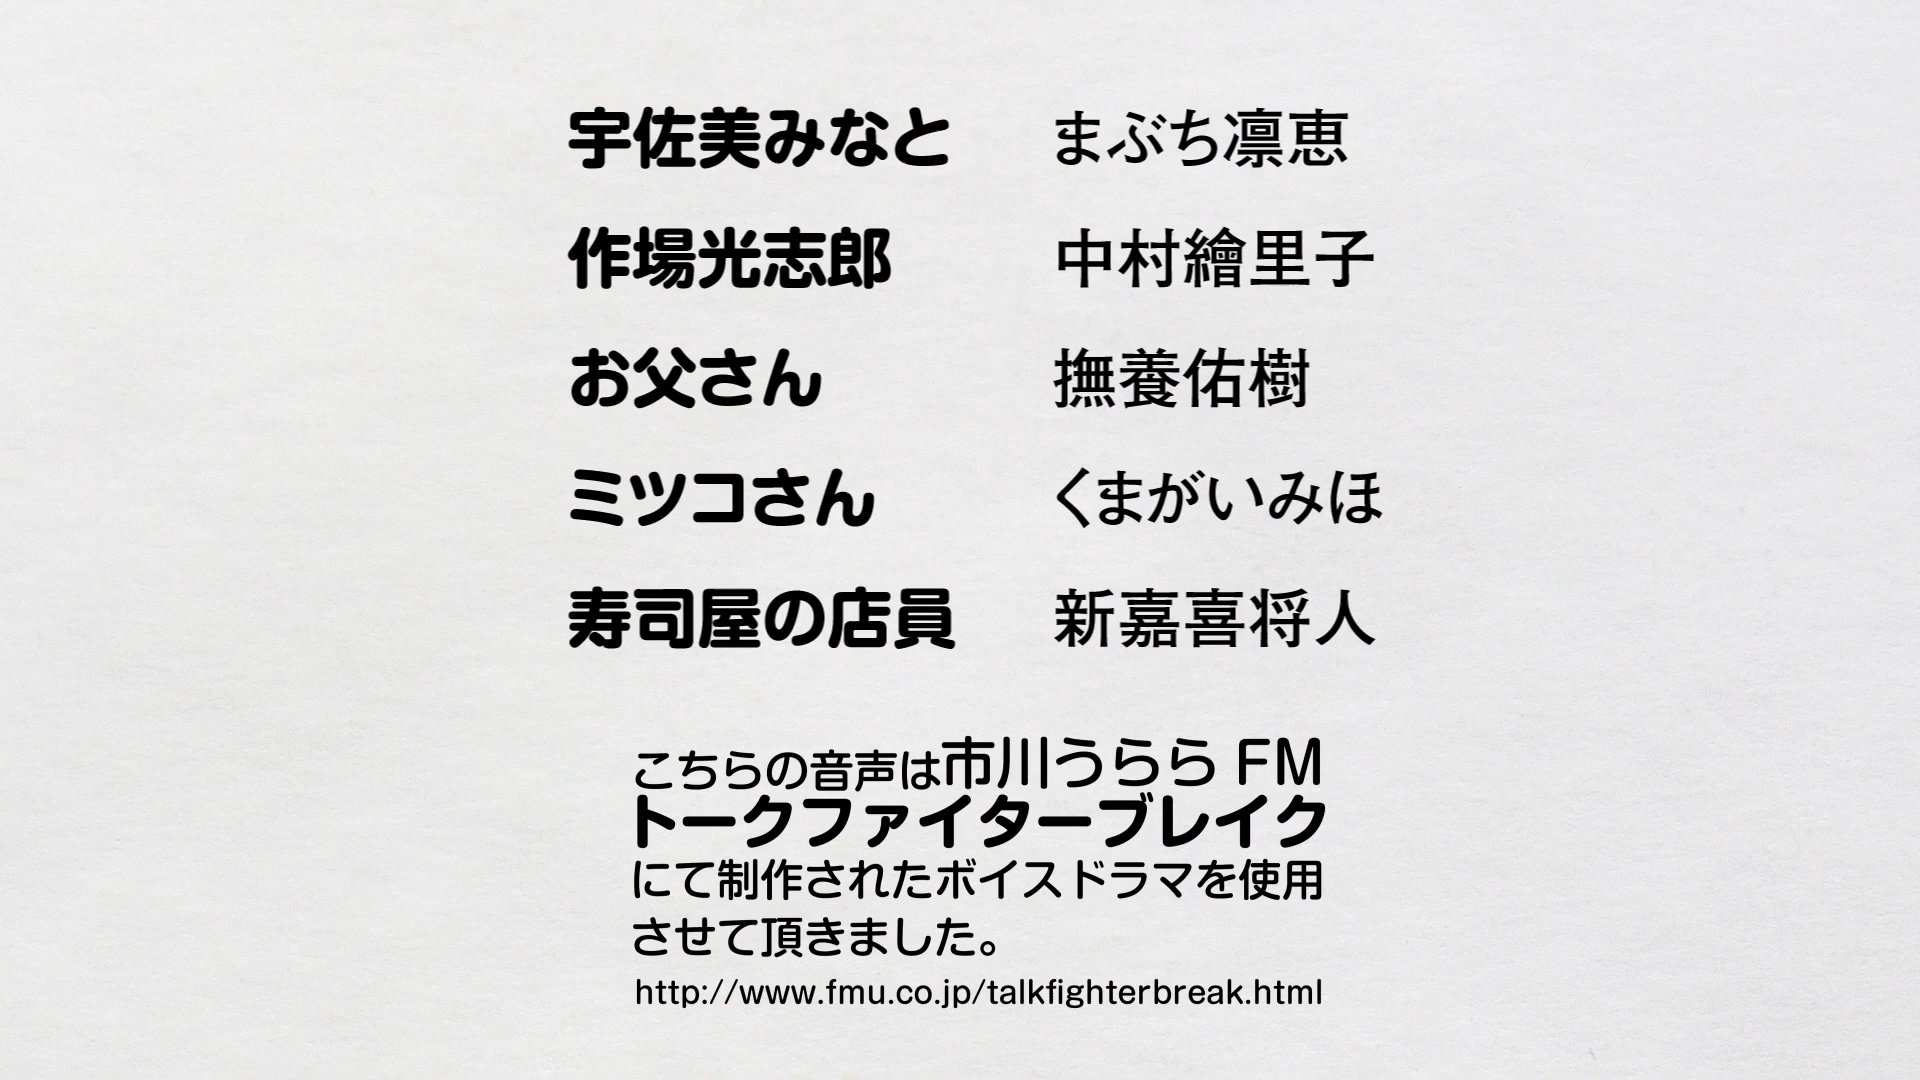 宇佐美みなと まぶち凛恵
作場光志郎 中村繪里子
お父さん 撫養佑樹
ミツコさん くまがいみほ
寿司屋の店員 新嘉喜将人
こちらの音声は市川うらら FM
トークファイターブレイク
にて制作されたボイスドラマを使用
させて頂きました。
http://www.fmu.co.jp/talkfighterbreak.html